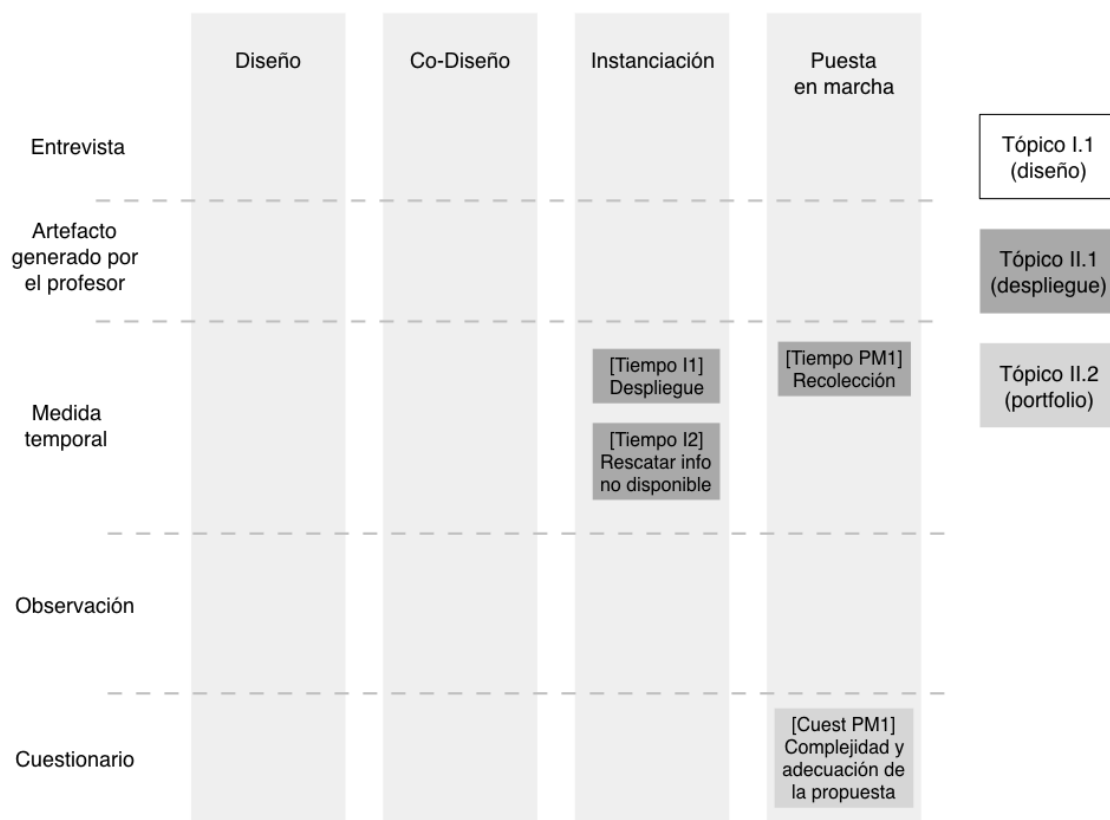 Diseño
Co-Diseño
Instanciación
Puesta
en marcha
Entrevista
Tópico I.1
(diseño)
Artefacto
generado por
el profesor
Tópico II.1
(despliegue)
Medida
temporal
[Tiempo I1]
Despliegue
[Tiempo I2]
Rescatar info
no disponible
[Tiempo PM1]
Recolección
Tópico II.2
(portfolio)
Observación
Cuestionario
[Cuest PM1]
Complejidad y
adecuación de
la propuesta